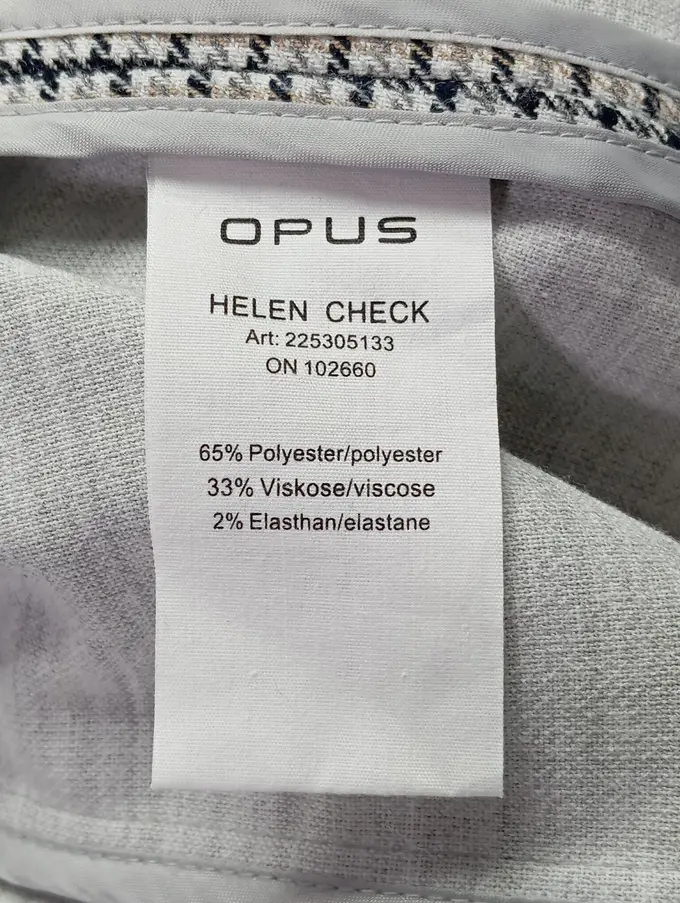 OPUS
HELEN CHECK
Art: 225305133
ON 102660
65% Polyester/polyester
33% Viskose/viscose
2% Elasthan/elastane